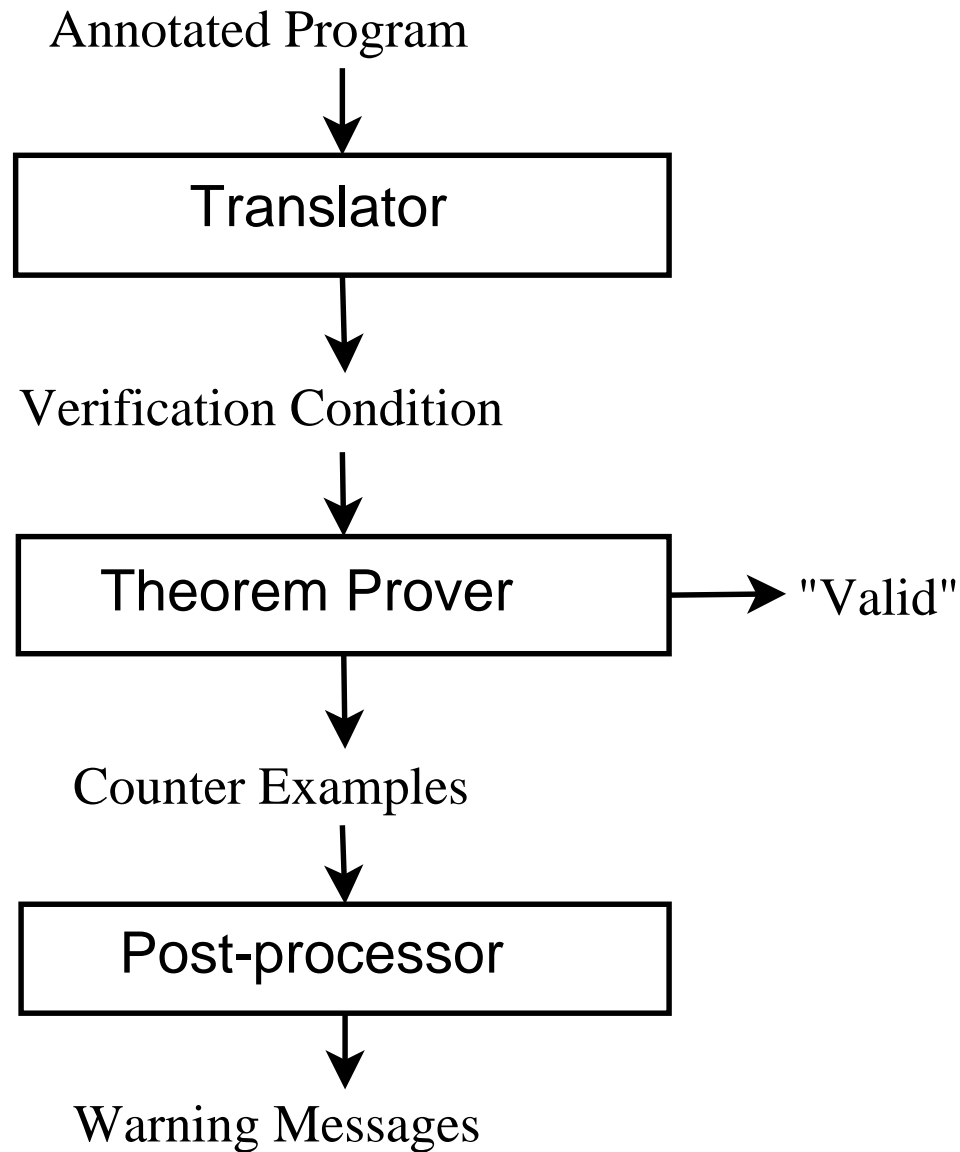 Annotated Program
Translator
Verification Condition
Theorem Prover
"Valid"
Counter Examples
Post-processor
Warning Messages